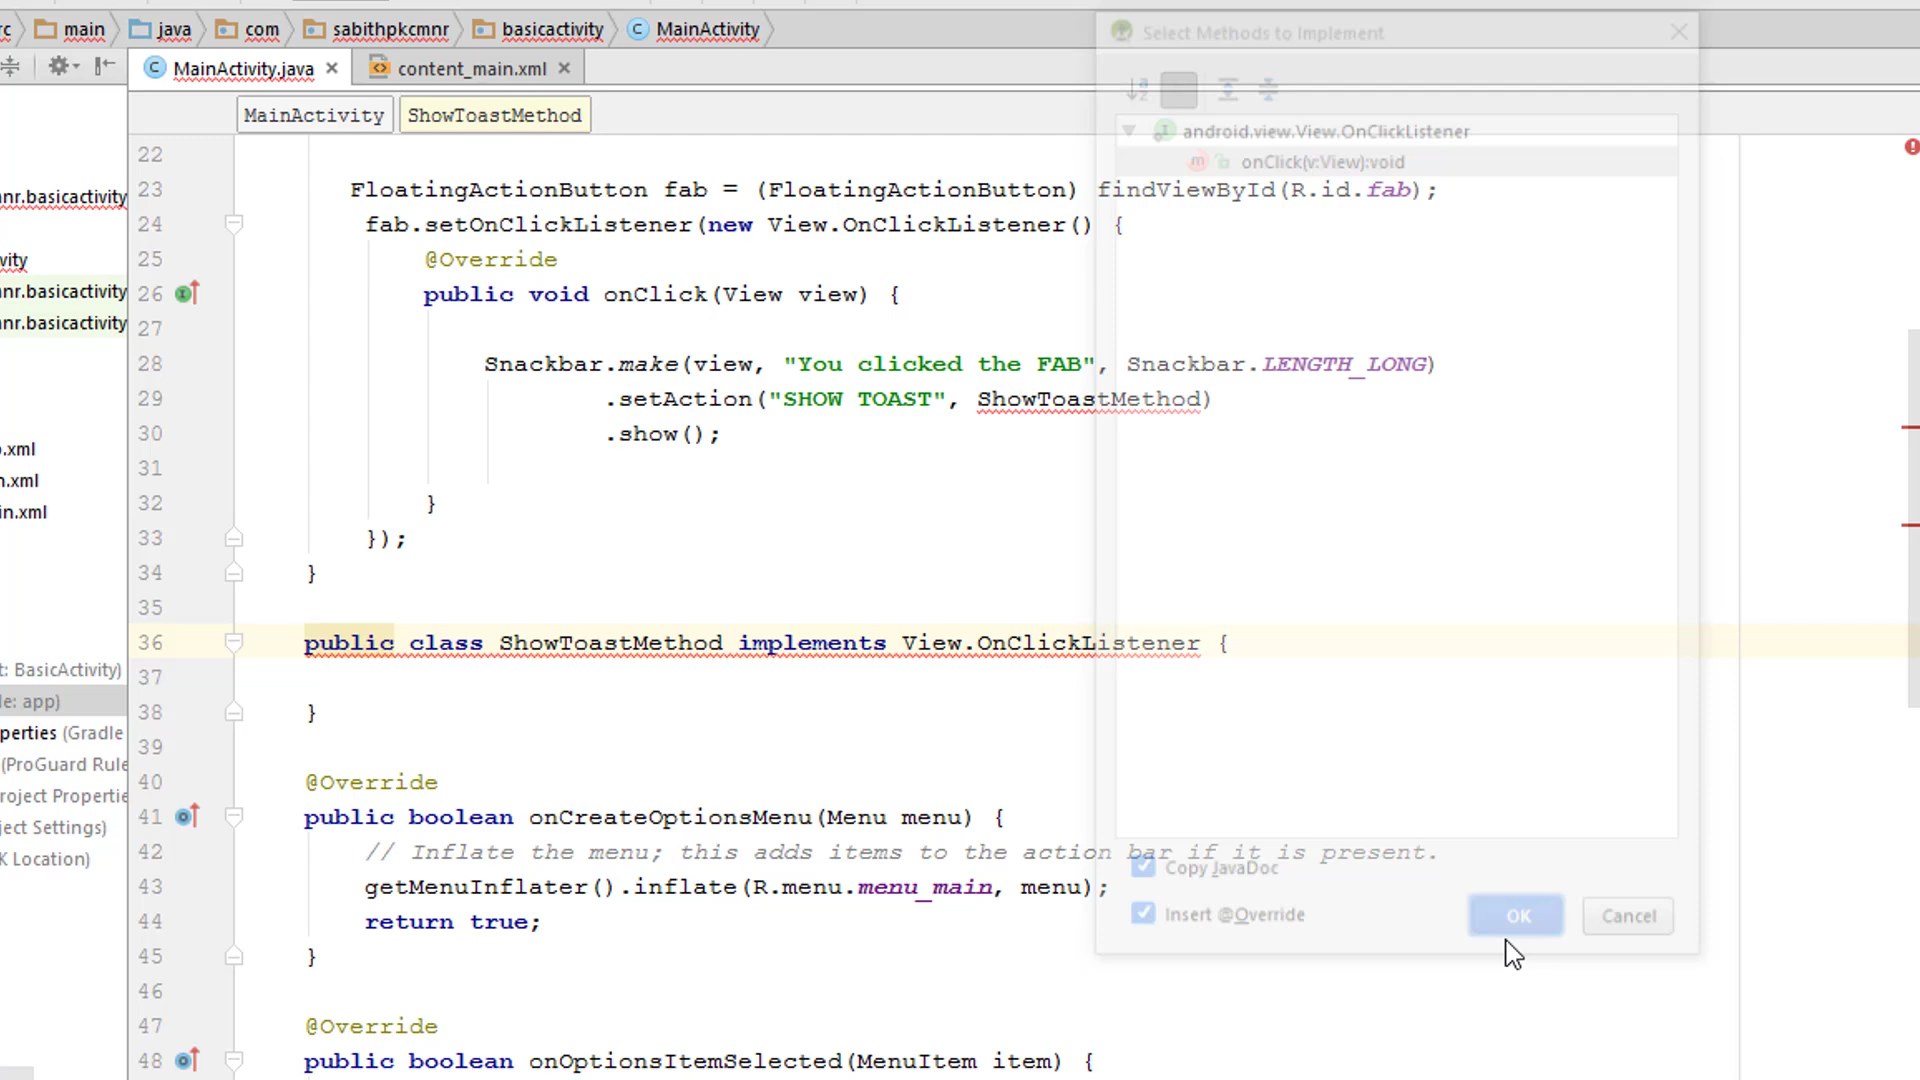 rc main java com sabithpkcmnr basicactivity MainActivity
Select Methods to Implement
MainActivity.java content_main.xml
MainActivity ShowToastMethod
android.view.View.OnClickListener
onClick(v:View):void
22
23 FloatingActionButton fab = (FloatingActionButton) findViewById(R.id.fab);
24 fab.setOnClickListener(new View.OnClickListener() {
25 @Override
26 public void onClick(View view) {
27
28 Snackbar.make(view, "You clicked the FAB", Snackbar.LENGTH_LONG)
29 .setAction("SHOW TOAST", ShowToastMethod)
30 .show();
31
32 }
33 });
34 }
35
36 public class ShowToastMethod implements View.OnClickListener {
37
38 }
39
40 @Override
41 public boolean onCreateOptionsMenu(Menu menu) {
42 // Inflate the menu; this adds items to the action bar if it is present.
43 getMenuInflater().inflate(R.menu.menu_main, menu);
44 return true;
45 }
46
47 @Override
48 public boolean onOptionsItemSelected(MenuItem item) {
nr.basicactivity
vity
nr.basicactivity
nr.basicactivity
.xml
n.xml
in.xml
t: BasicActivity)
le: app)
perties (Gradle
(ProGuard Rule
roject Propertie
ject Settings)
K Location)
Copy JavaDoc
Insert @Override
OK Cancel